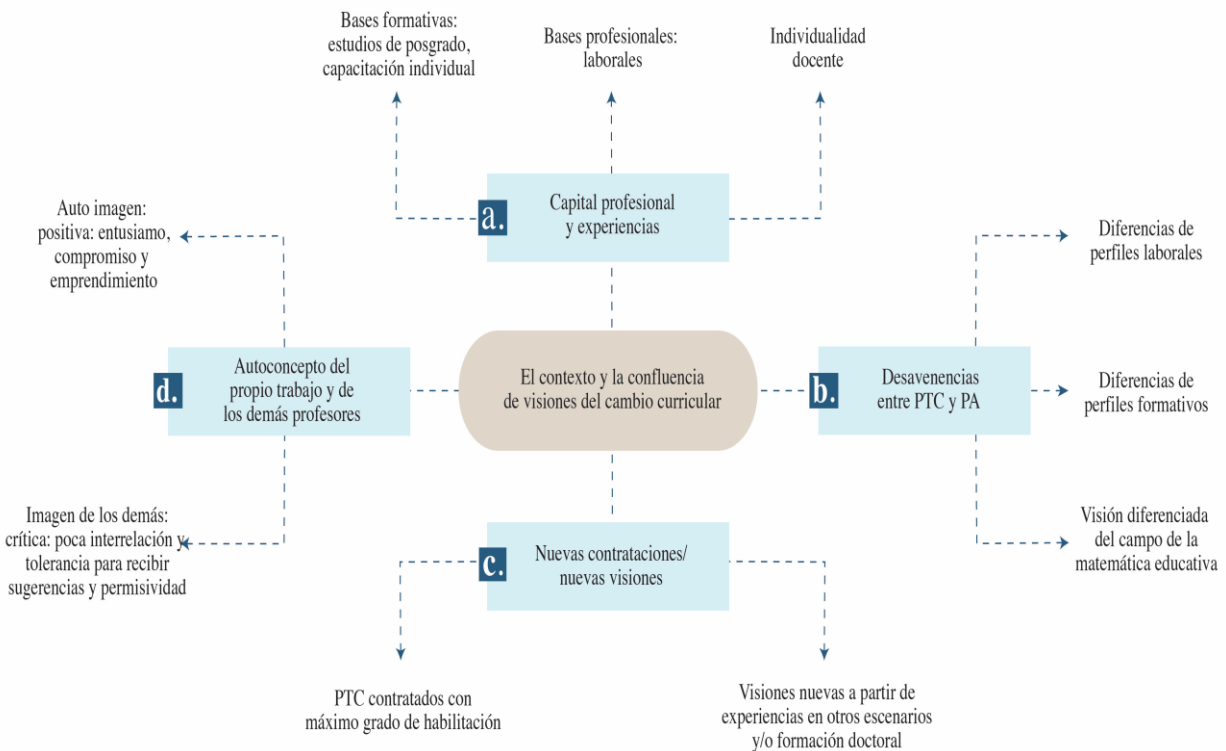 Bases formativas:
estudios de posgrado,
capacitación individual
Bases profesionales:
laborales
Individualidad
docente
a.
Capital profesional
y experiencias
Auto imagen:
positiva: entusiamo,
compromiso y
emprendimiento
Diferencias de
perfiles laborales
d.
Autoconcepto del
propio trabajo y de
los demás profesores
El contexto y la confluencia
de visiones del cambio curricular
b.
Desavenencias
entre PTC y PA
Diferencias de
perfiles formativos
Imagen de los demás:
crítica: poca interrelación y
tolerancia para recibir
sugerencias y permisividad
c.
Nuevas contrataciones/
nuevas visiones
Visión diferenciada
del campo de la
matemática educativa
PTC contratados con
máximo grado de habilitación
Visiones nuevas a partir de
experiencias en otros escenarios
y/o formación doctoral